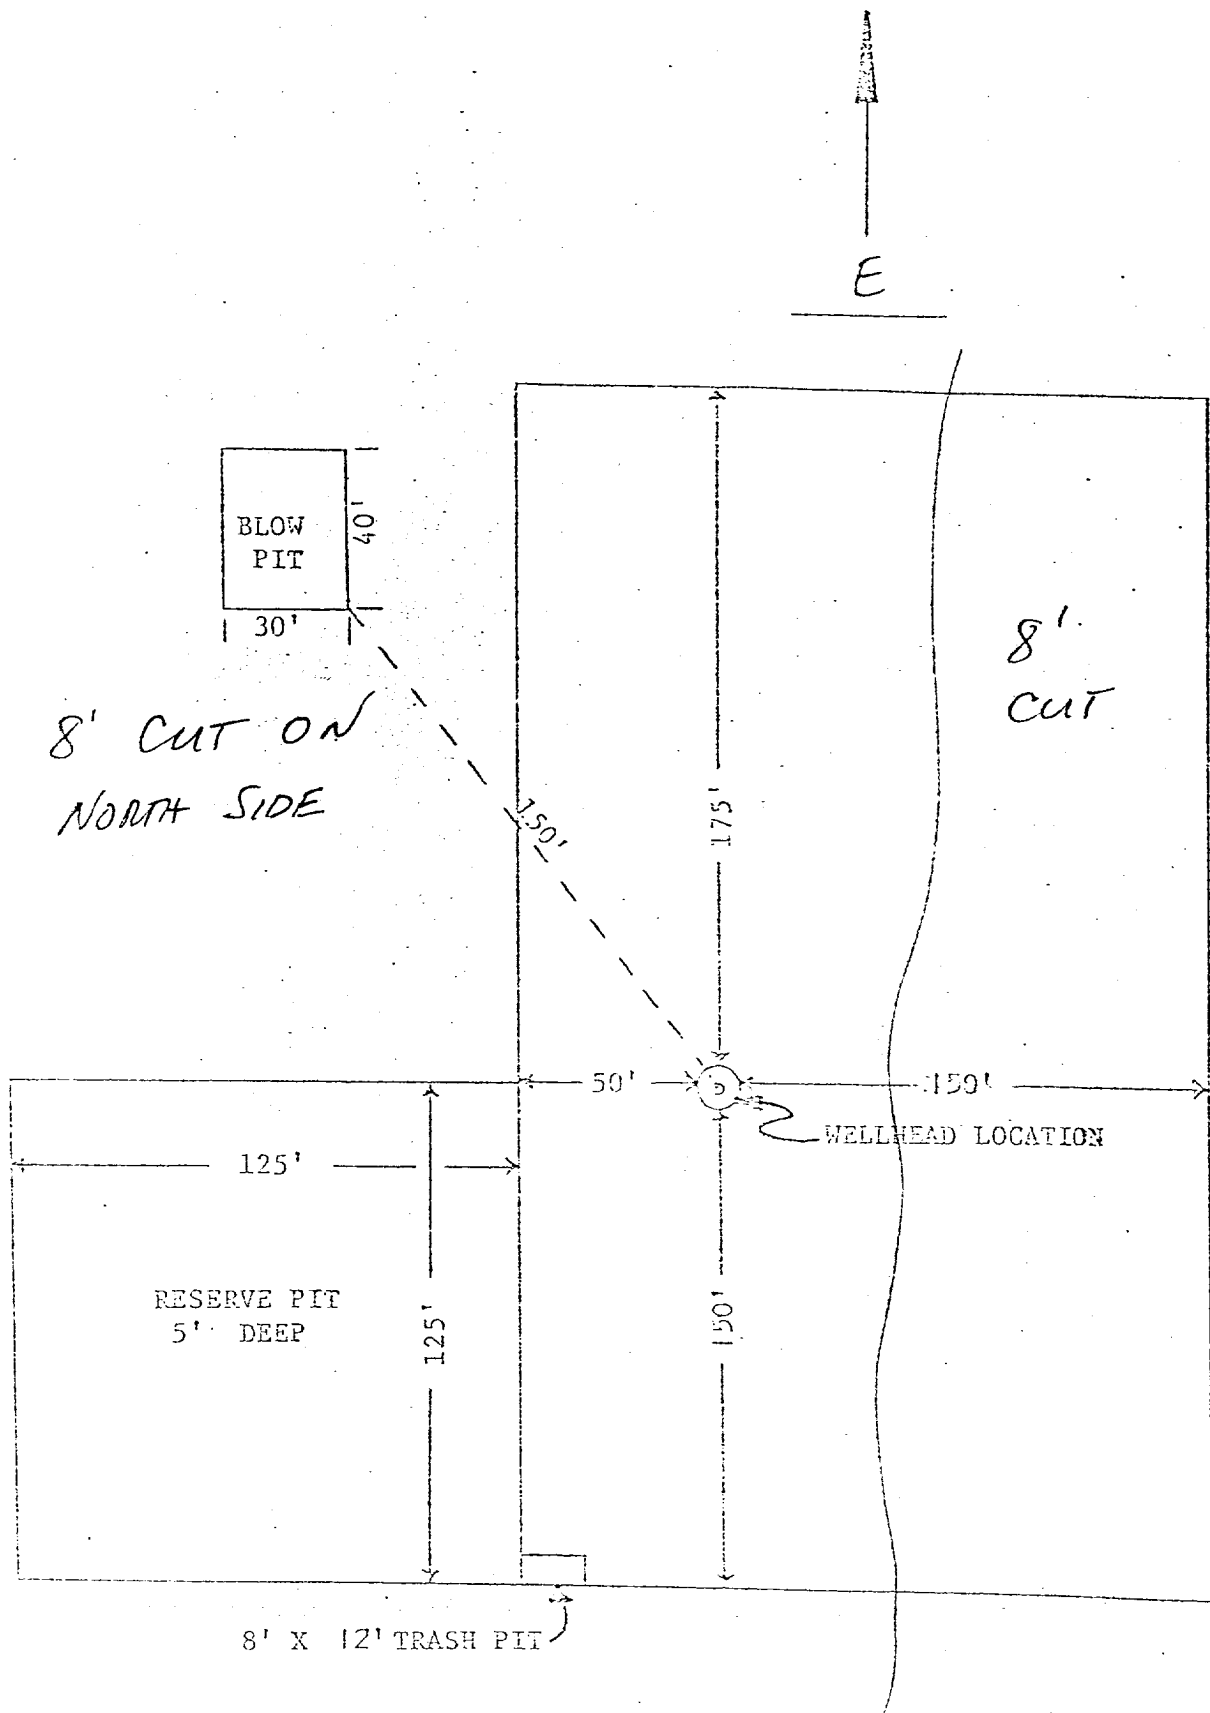 E
BLOW
PIT
40'
30'
8' CUT ON
NORTH SIDE
8'
CUT
150'
175'
50'
150'
WELLHEAD LOCATION
125'
RESERVE PIT
5' DEEP
125'
150'
8' X 12' TRASH PIT